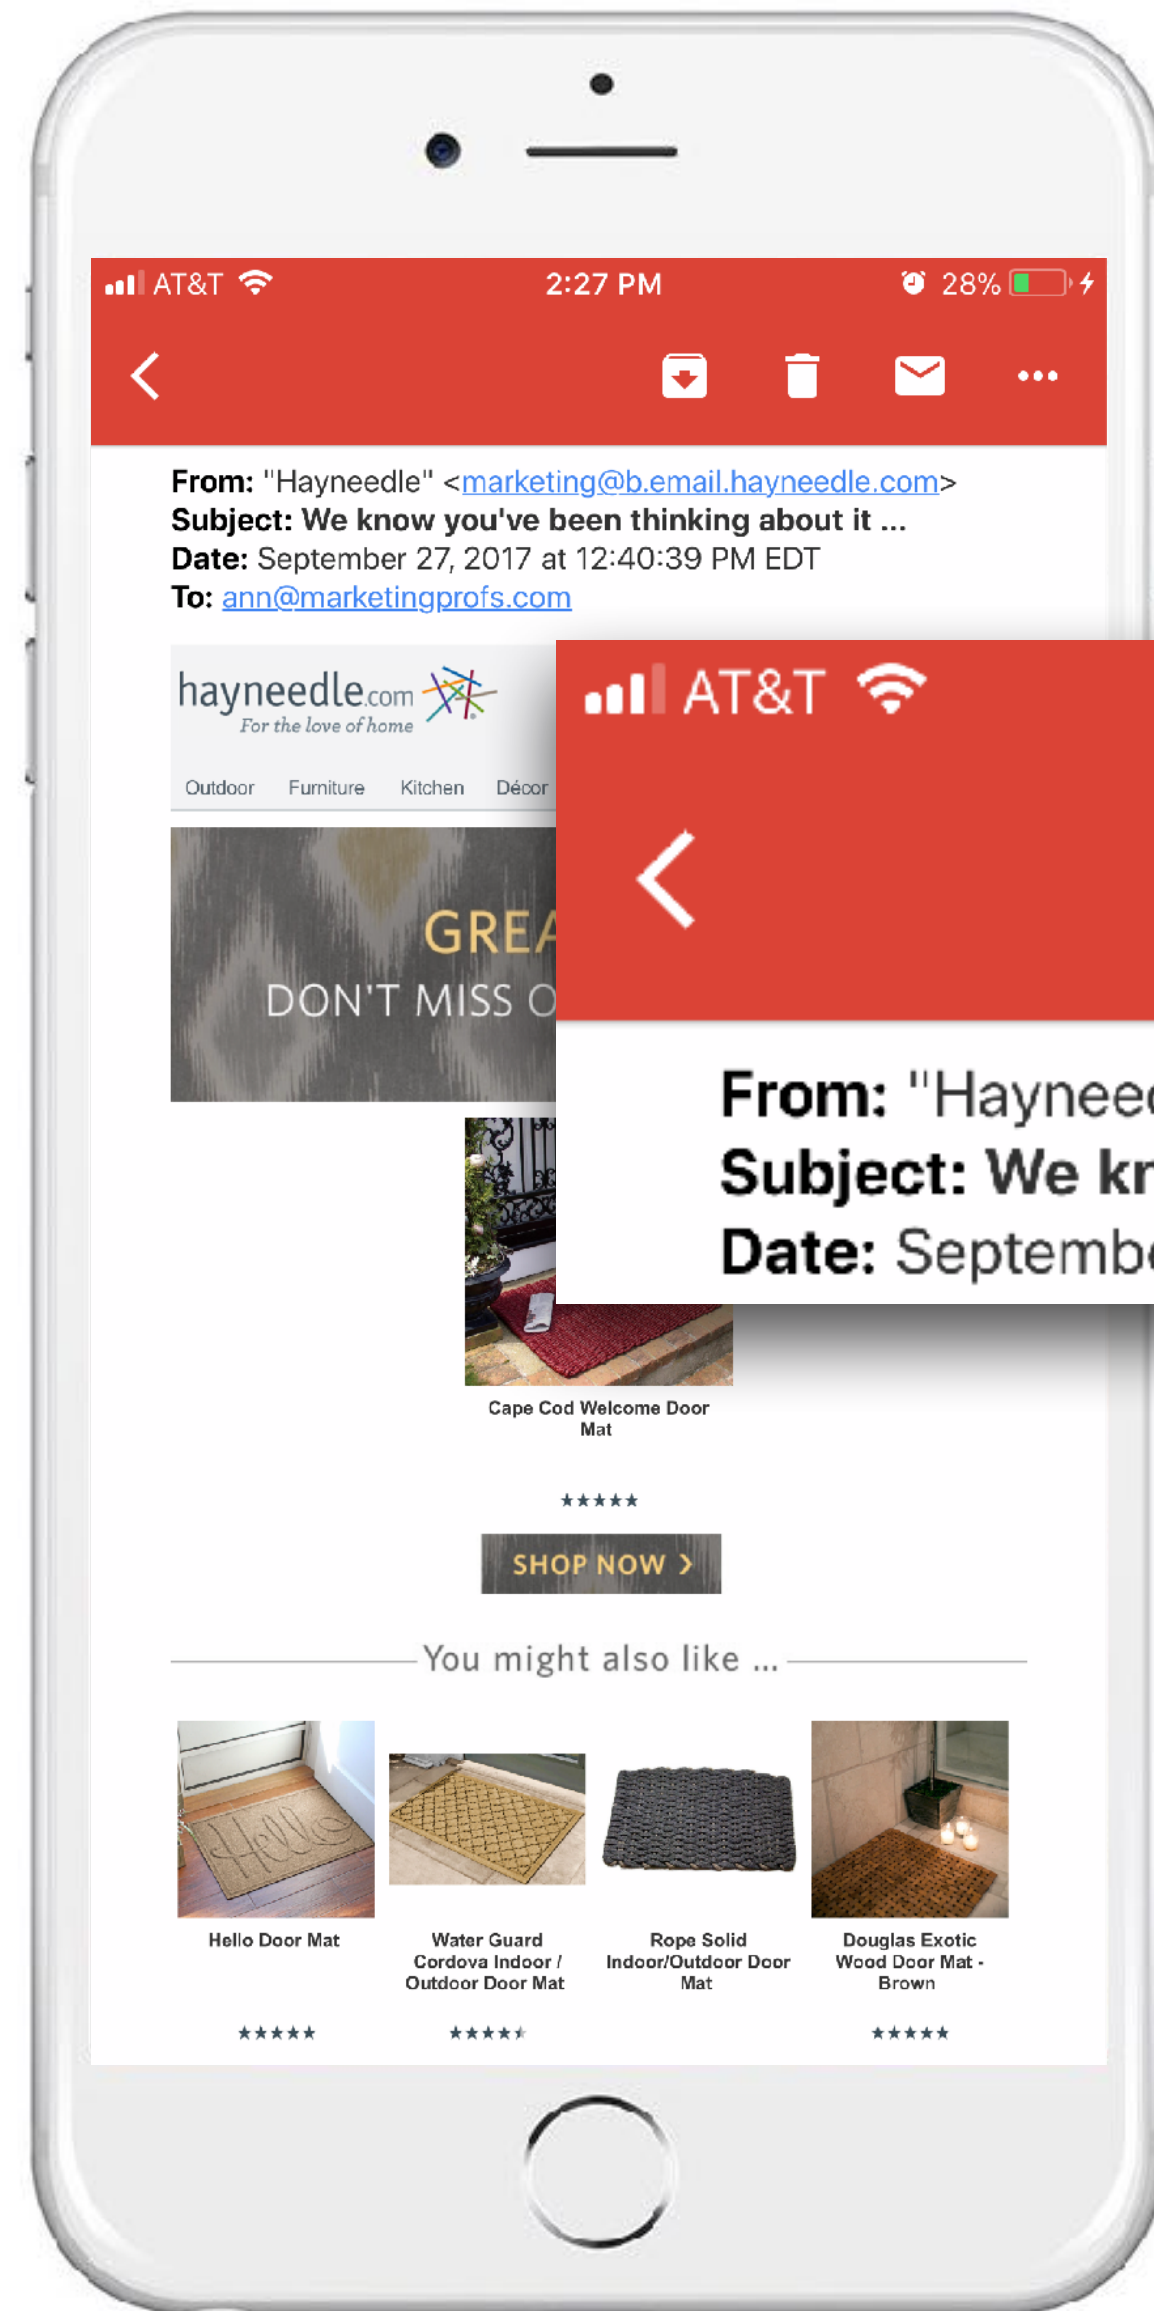 AT&T 2:27 PM 28%
From: "Hayneedle" <marketing@b.email.hayneedle.com>
Subject: We know you've been thinking about it ...
Date: September 27, 2017 at 12:40:39 PM EDT
To: ann@marketingprofs.com
hayneedle.com
For the love of home
Outdoor Furniture Kitchen Décor
GREA
DON'T MISS O
AT&T
From: "Hayneed
Subject: We kn
Date: Septembe
Cape Cod Welcome Door
Mat
SHOP NOW >
You might also like ...
Hello Door Mat
Water Guard
Cordova Indoor /
Outdoor Door Mat
Rope Solid
Indoor/Outdoor Door
Mat
Douglas Exotic
Wood Door Mat -
Brown